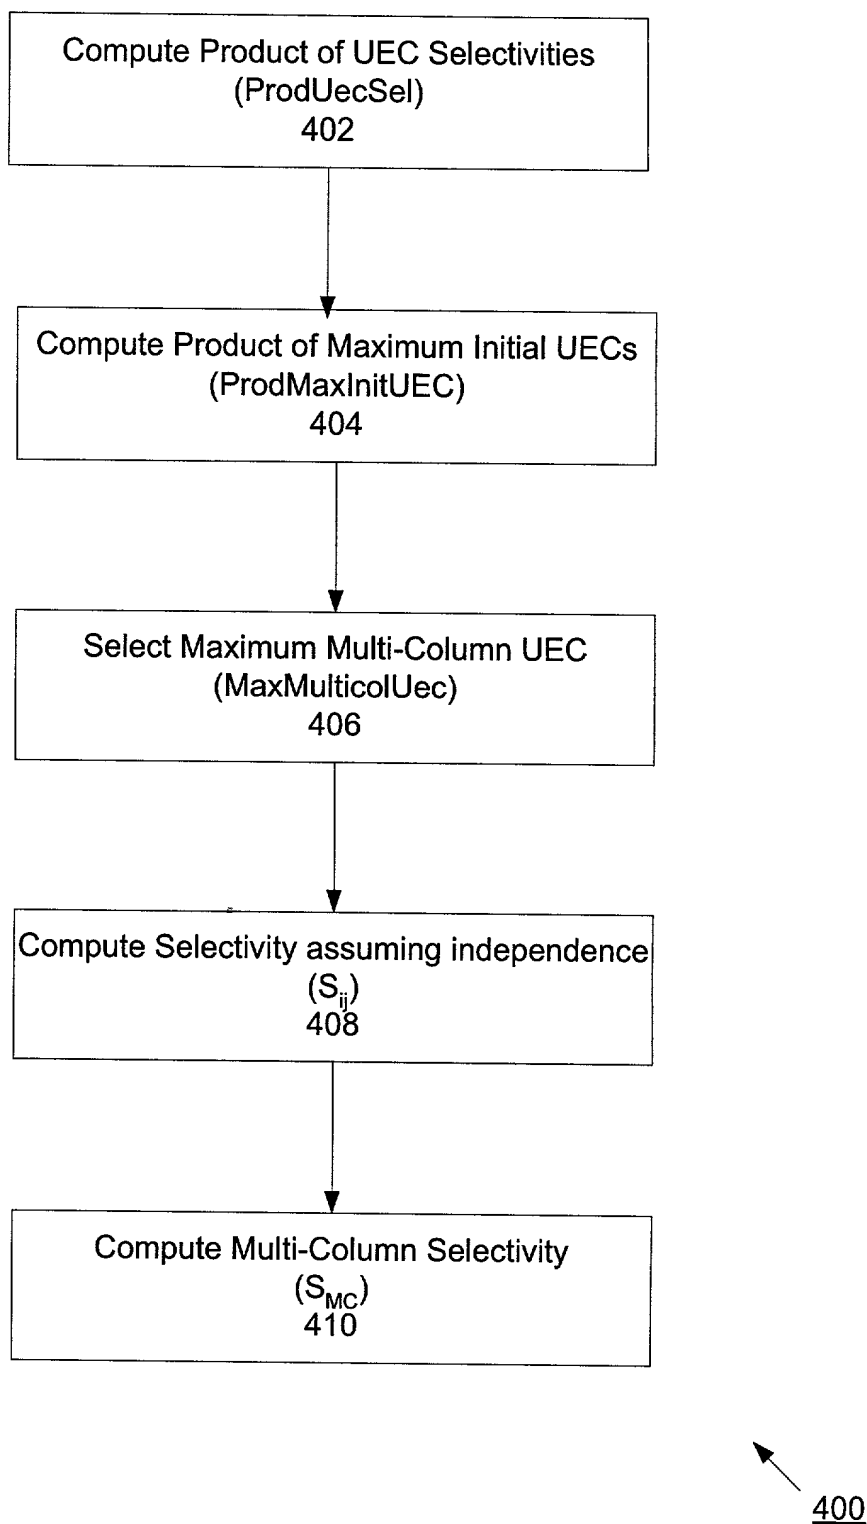 Compute Product of UEC Selectivities
(ProdUecSel)
402
Compute Product of Maximum Initial UECs
(ProdMaxInitUEC)
404
Select Maximum Multi-Column UEC
(MaxMulticolUec)
406
Compute Selectivity assuming independence
(Sij)
408
Compute Multi-Column Selectivity
(SMC)
410
400